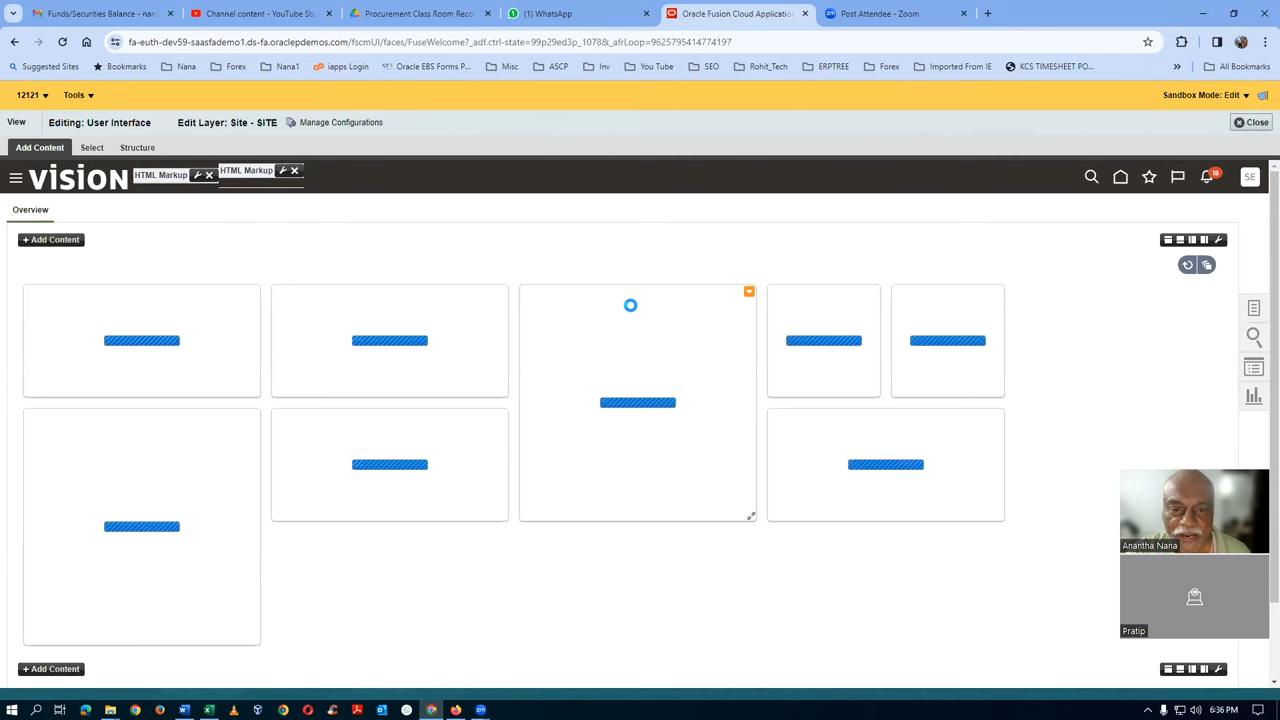 Funds/Securities Balance - nana
Channel content - YouTube Stu
Procurement Class Room Reco
(1) WhatsApp
Oracle Fusion Cloud Application
Post Attendee - Zoom
fa-euth-dev59-saasfademo1.ds-fa.oraclepdemos.com/fscmUI/faces/FuseWelcome?_adf.ctrl-state=99p29ed3p_1078&_afrLoop=9625795414774197
Suggested Sites
Bookmarks
Nana
Forex
Nana1
iapps Login
Oracle EBS Forms P...
Misc
ASCP
Inv
You Tube
SEO
Rohit_Tech
ERPTREE
Forex
Imported From IE
KCS TIMESHEET PO...
All Bookmarks
12121
Tools
Sandbox Mode: Edit
View
Editing: User Interface
Edit Layer: Site - SITE
Manage Configurations
Close
Add Content
Select
Structure
VISION
HTML Markup
HTML Markup
18
SE
Overview
+ Add Content
Anantha Nana
Pratip
+ Add Content
6:36 PM